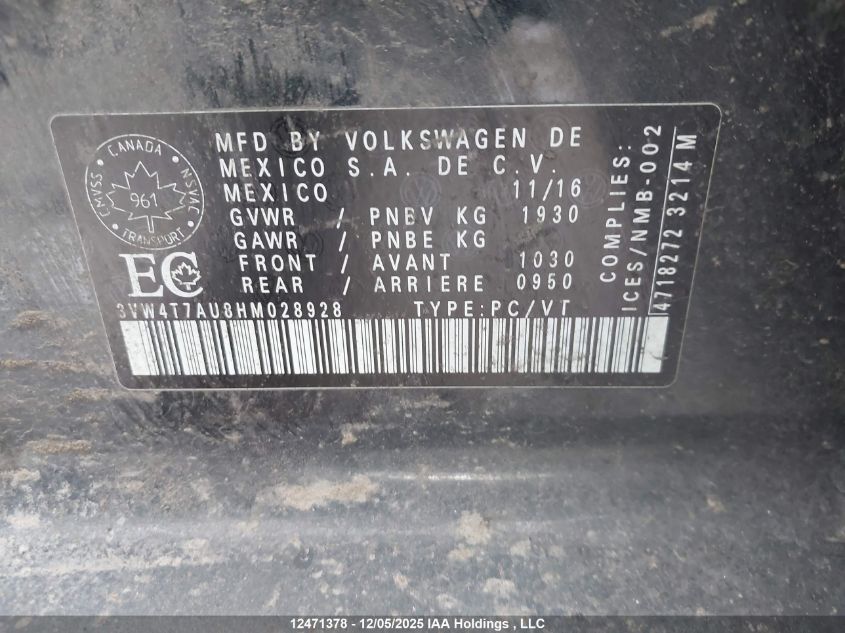 MFD BY VOLKSWAGEN DE
MEXICO S.A. DE C.V.
MEXICO 11/16
GVWR / PNBV KG 1930
GAWR / PNBE KG
FRONT / AVANT 1030
REAR / ARRIERE 0950
3VW4T7AU8HM028928 TYPE:PC/VT
CANADA
CMVSS
NSVAC
961
TRANSPORT
EC
COMPLIES:
ICES/NMB-002
4718272 3214 M
12471378 - 12/05/2025 IAA Holdings , LLC